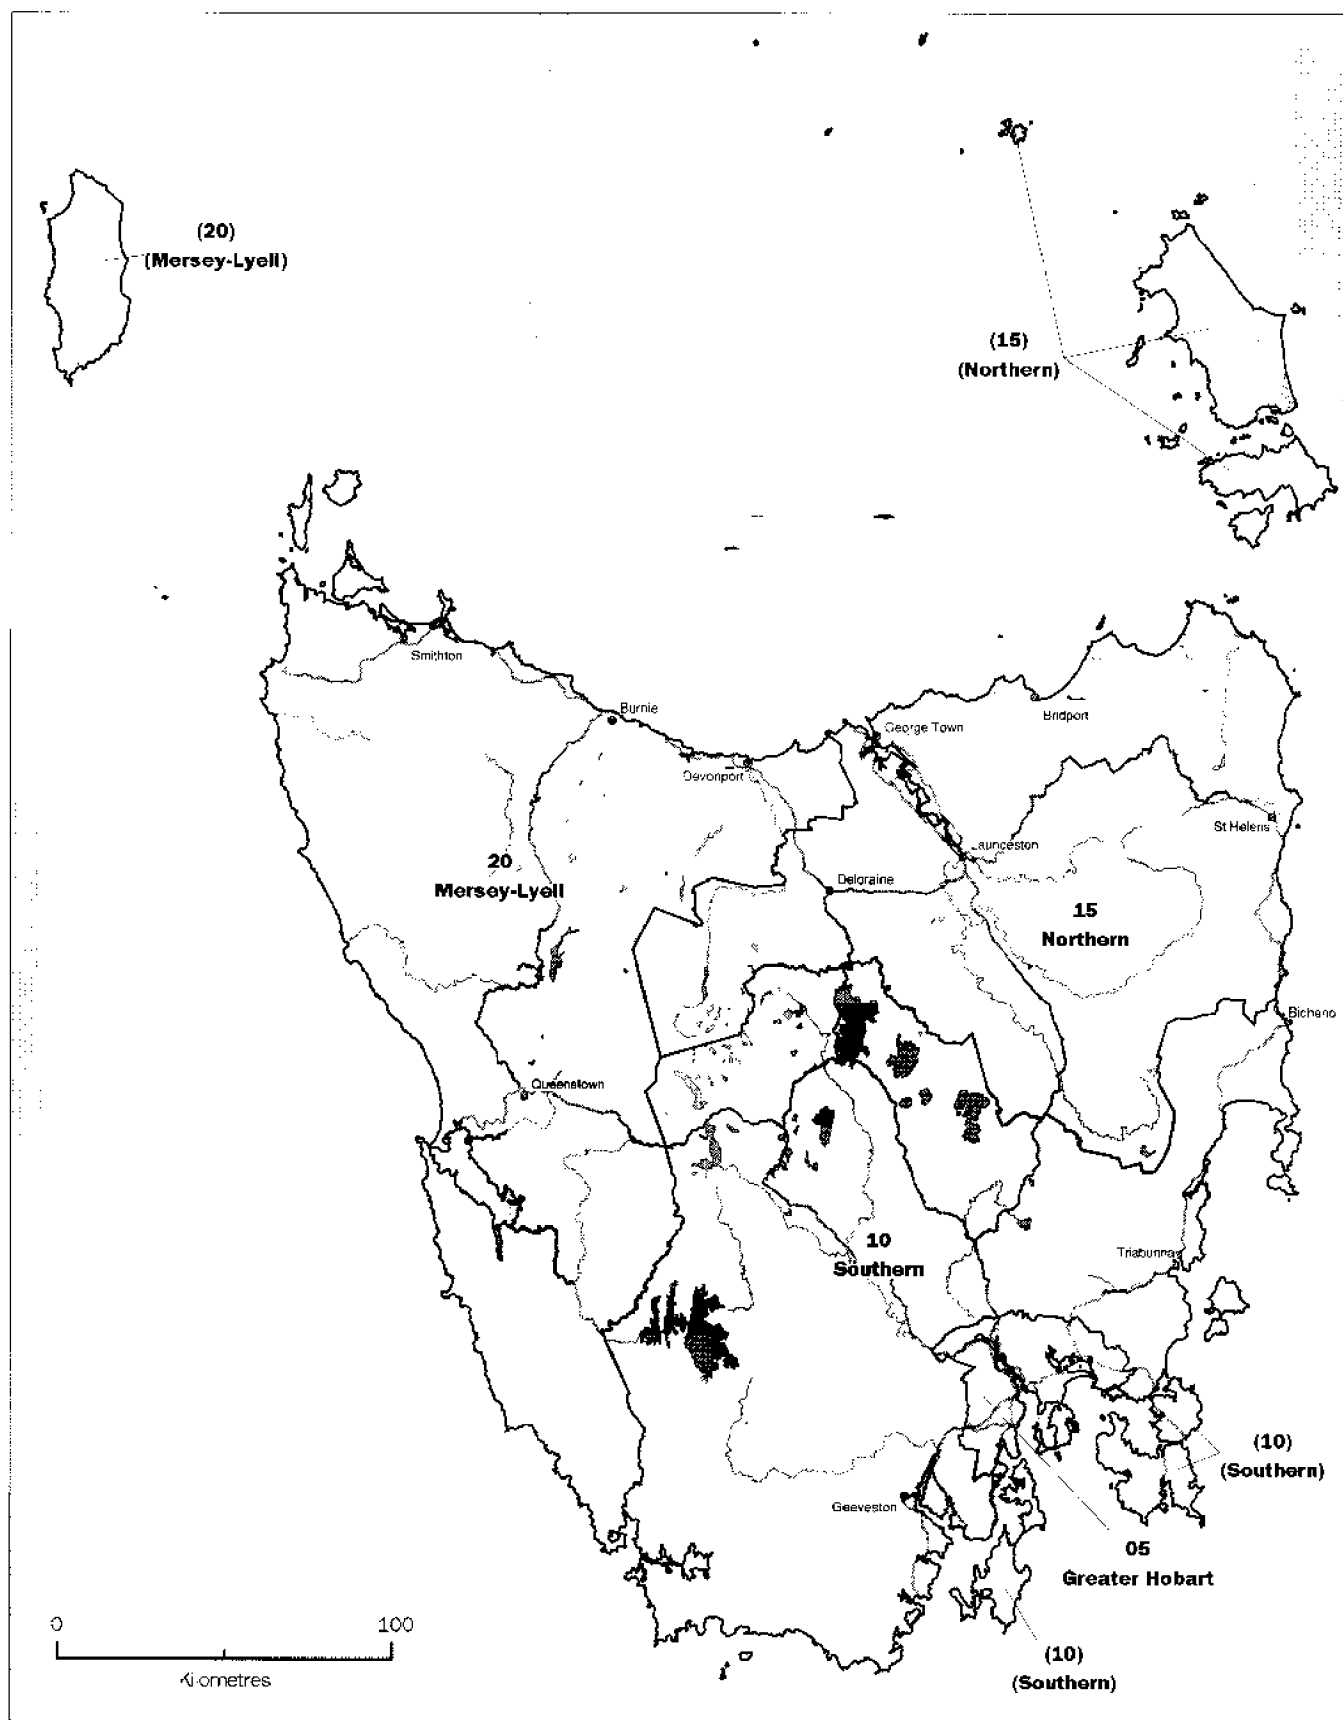 (20)
(Mersey-Lyell)
(15)
(Northern)
Smithton
Burnie
Bridport
George Town
Devonport
St Helens
Launceston
20
Mersey-Lyell
Deloraine
15
Northern
Bicheno
Queenstown
10
Southern
Triabunna
(10)
(Southern)
Geeveston
05
Greater Hobart
0 100
Kilometres
(10)
(Southern)